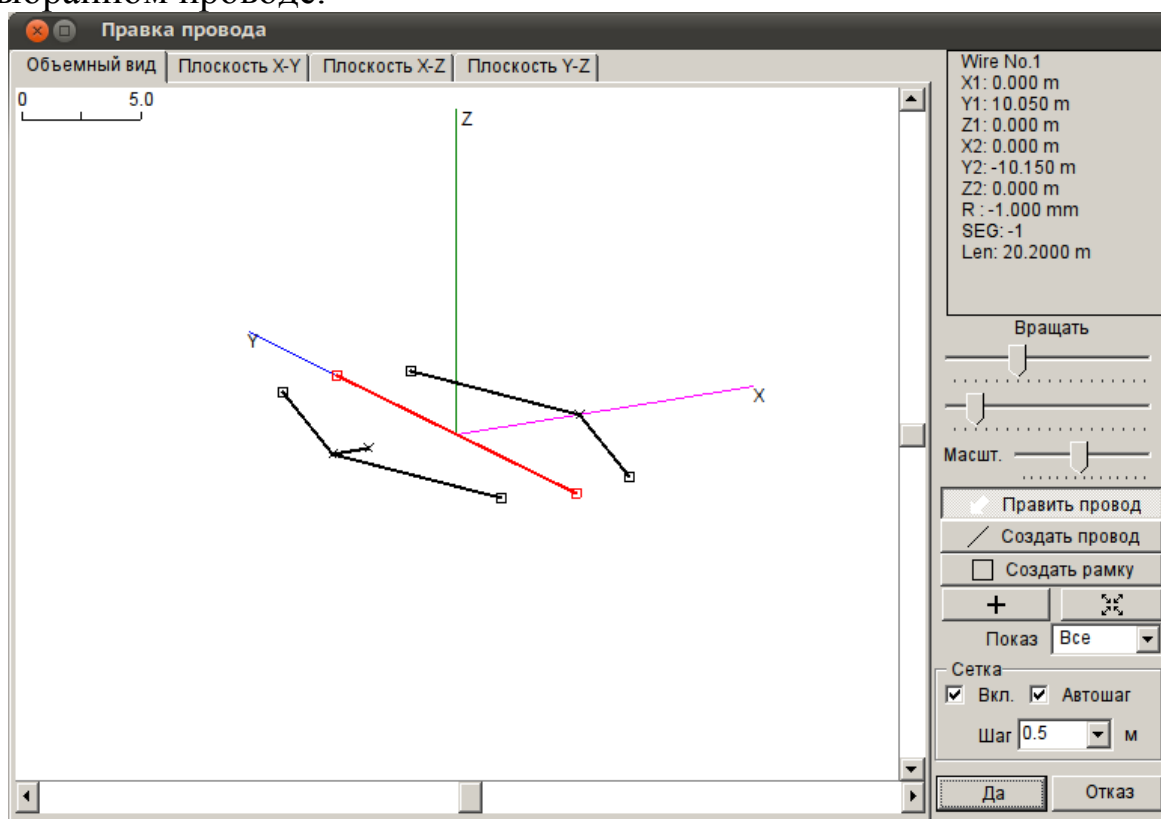 выбранном проводе.
Правка провода
Объемный вид Плоскость X-Y Плоскость X-Z Плоскость Y-Z
0 5.0
Z
Y
X
Wire No.1
X1: 0.000 m
Y1: 10.050 m
Z1: 0.000 m
X2: 0.000 m
Y2: -10.150 m
Z2: 0.000 m
R : -1.000 mm
SEG: -1
Len: 20.2000 m
Вращать
Масшт.
Править провод
Создать провод
Создать рамку
Показ Все
Сетка
Вкл. Автошаг
Шаг 0.5 м
Да Отказ